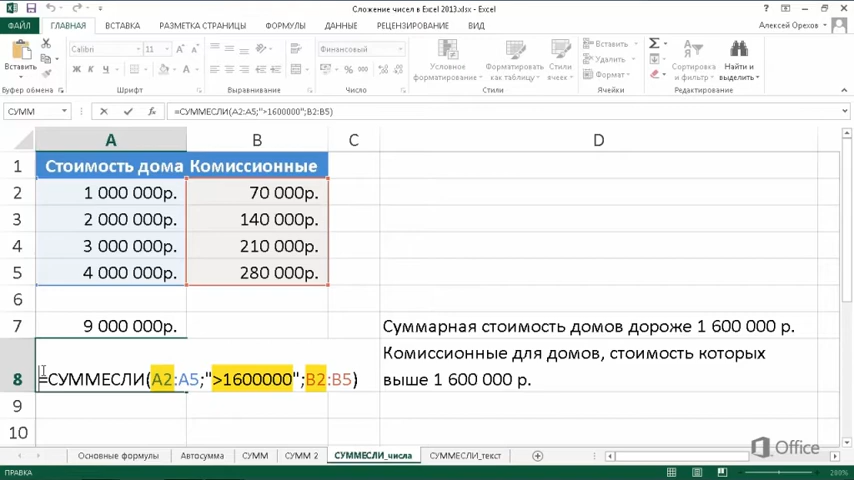 Сложение чисел в Excel 2013.xlsx - Excel
ФАЙЛ ГЛАВНАЯ ВСТАВКА РАЗМЕТКА СТРАНИЦЫ ФОРМУЛЫ ДАННЫЕ РЕЦЕНЗИРОВАНИЕ ВИД Алексей Орехов
Calibri 11 Финансовый Вставка Σ
Вставить Ж К Ч % 000 Условное форматирование Форматировать как таблицу Стили ячеек Удалить Формат Сортировка и фильтр Найти и выделить
Буфер обмена Шрифт Выравнивание Число Стили Ячейки Редактирование
СУММ =СУММЕСЛИ(A2:A5;">1600000";B2:B5)
A B C D
1 Стоимость дома Комиссионные
2 1 000 000р. 70 000р.
3 2 000 000р. 140 000р.
4 3 000 000р. 210 000р.
5 4 000 000р. 280 000р.
6
7 9 000 000р. Суммарная стоимость домов дороже 1 600 000 р.
Комиссионные для домов, стоимость которых
8 =СУММЕСЛИ(A2:A5;">1600000";B2:B5) выше 1 600 000 р.
9
10
Основные формулы Автосумма СУММ СУММ 2 СУММЕСЛИ_числа СУММЕСЛИ_текст
Office
ПРАВКА 200%